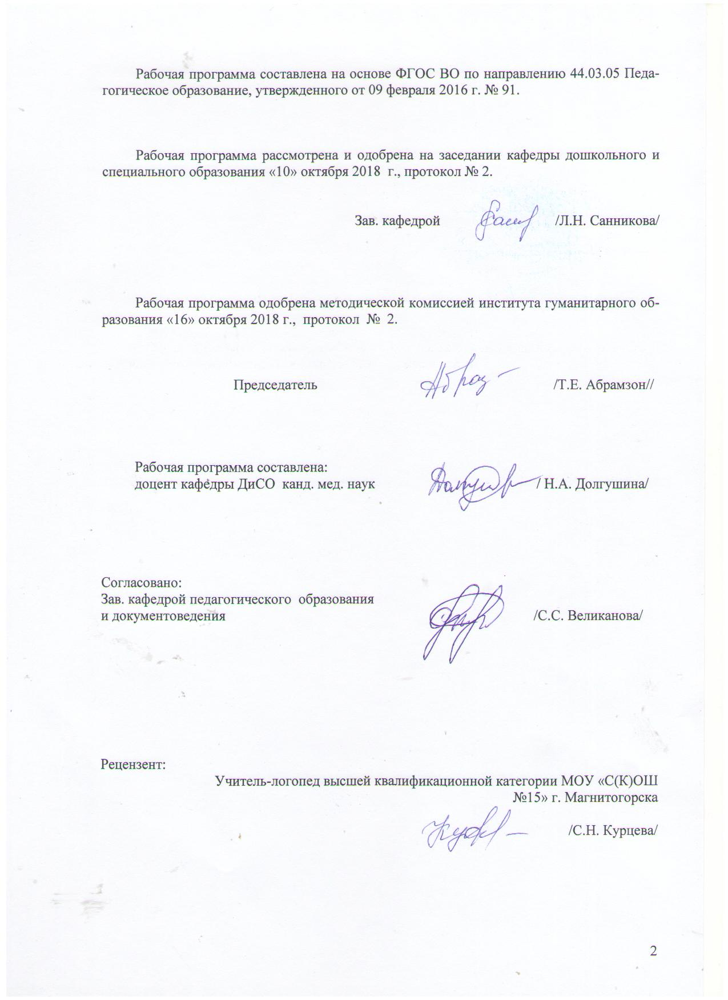 Рабочая программа составлена на основе ФГОС ВО по направлению 44.03.05 Педа-
гогическое образование, утвержденного от 09 февраля 2016 г. № 91.
Рабочая программа рассмотрена и одобрена на заседании кафедры дошкольного и
специального образования «10» октября 2018 г., протокол № 2.
Зав. кафедрой /Л.Н. Санникова/
Рабочая программа одобрена методической комиссией института гуманитарного об-
разования «16» октября 2018 г., протокол № 2.
Председатель /Т.Е. Абрамзон//
Рабочая программа составлена:
доцент кафедры ДиСО канд. мед. наук / Н.А. Долгушина/
Согласовано:
Зав. кафедрой педагогического образования
и документоведения /С.С. Великанова/
Рецензент:
Учитель-логопед высшей квалификационной категории МОУ «С(К)ОШ
№15» г. Магнитогорска
/С.Н. Курцева/
2